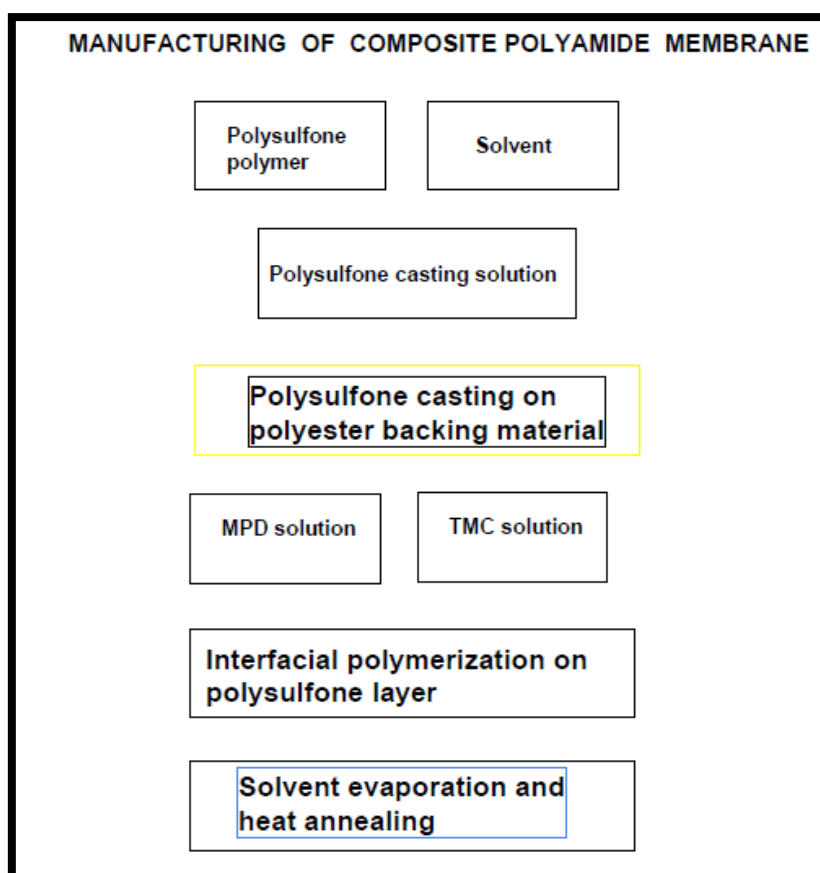 MANUFACTURING OF COMPOSITE POLYAMIDE MEMBRANE
Polysulfone
polymer
Solvent
Polysulfone casting solution
Polysulfone casting on
polyester backing material
MPD solution
TMC solution
Interfacial polymerization on
polysulfone layer
Solvent evaporation and
heat annealing